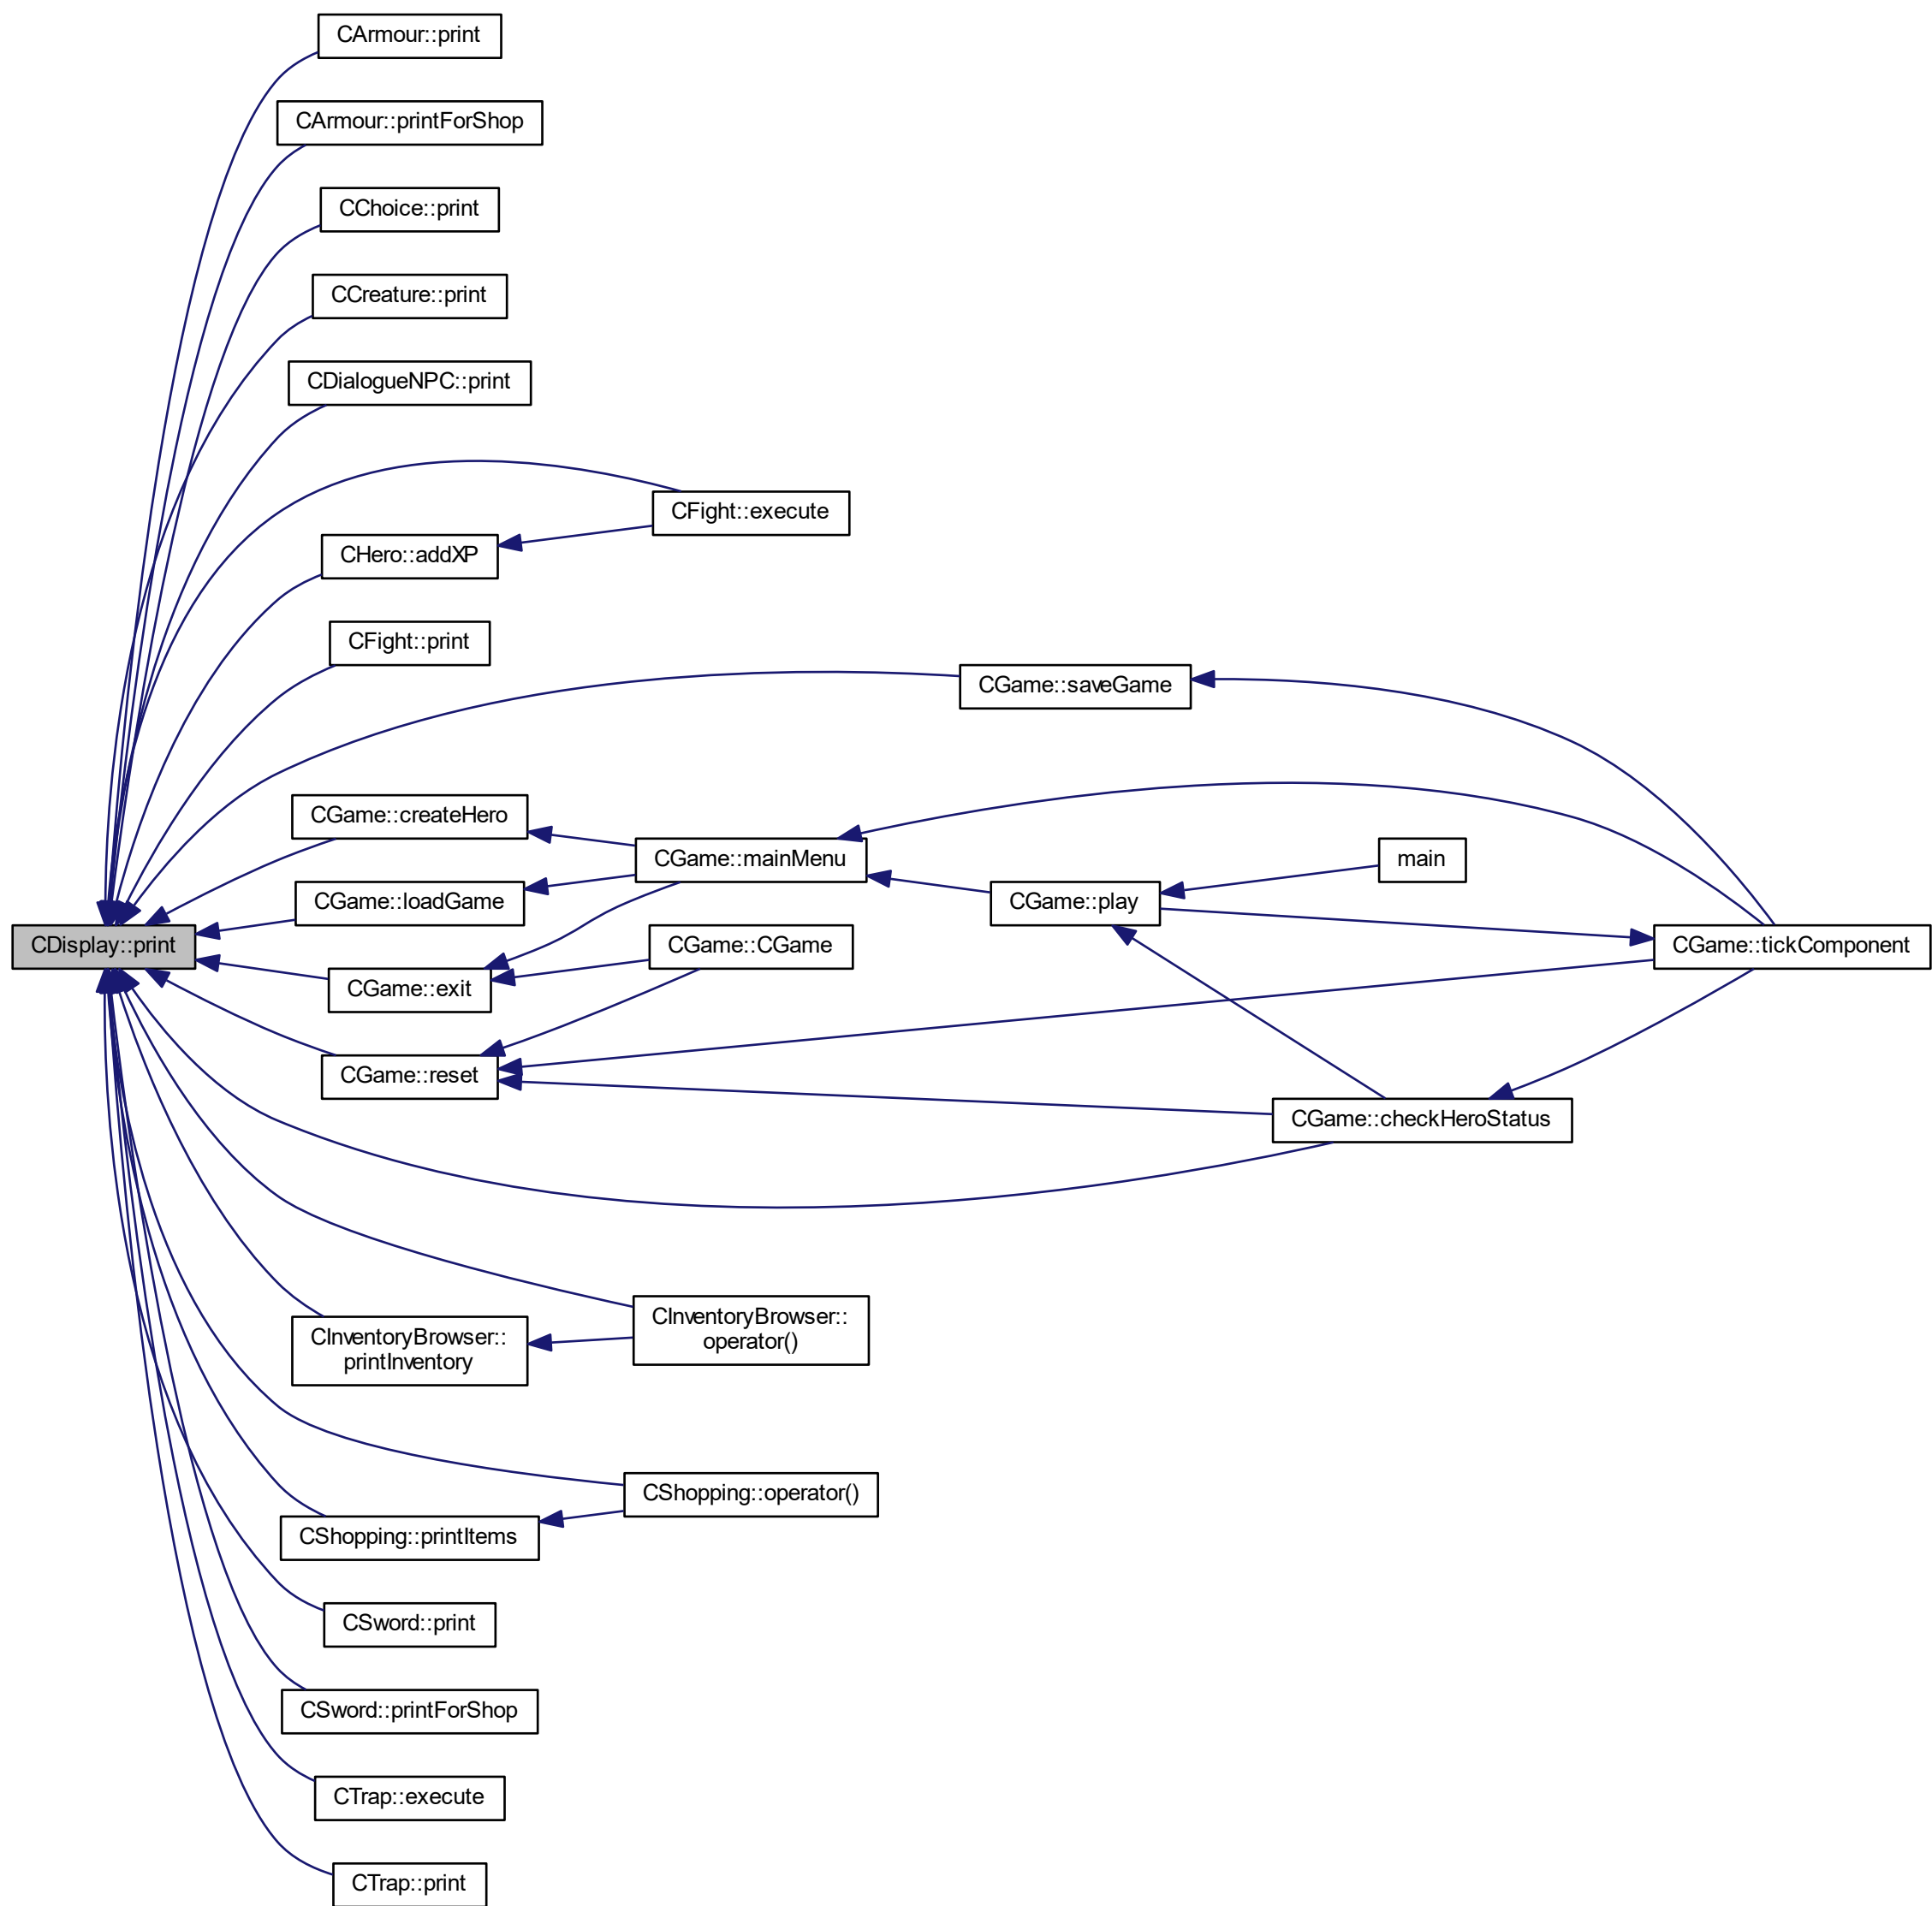 CArmour::print
CArmour::printForShop
CChoice::print
CCreature::print
CDialogueNPC::print
CFight::execute
CHero::addXP
CFight::print
CGame::saveGame
CGame::createHero
CGame::mainMenu
main
CGame::loadGame
CGame::play
CDisplay::print
CGame::CGame
CGame::tickComponent
CGame::exit
CGame::reset
CGame::checkHeroStatus
CInventoryBrowser::
operator()
CInventoryBrowser::
printInventory
CShopping::operator()
CShopping::printItems
CSword::print
CSword::printForShop
CTrap::execute
CTrap::print